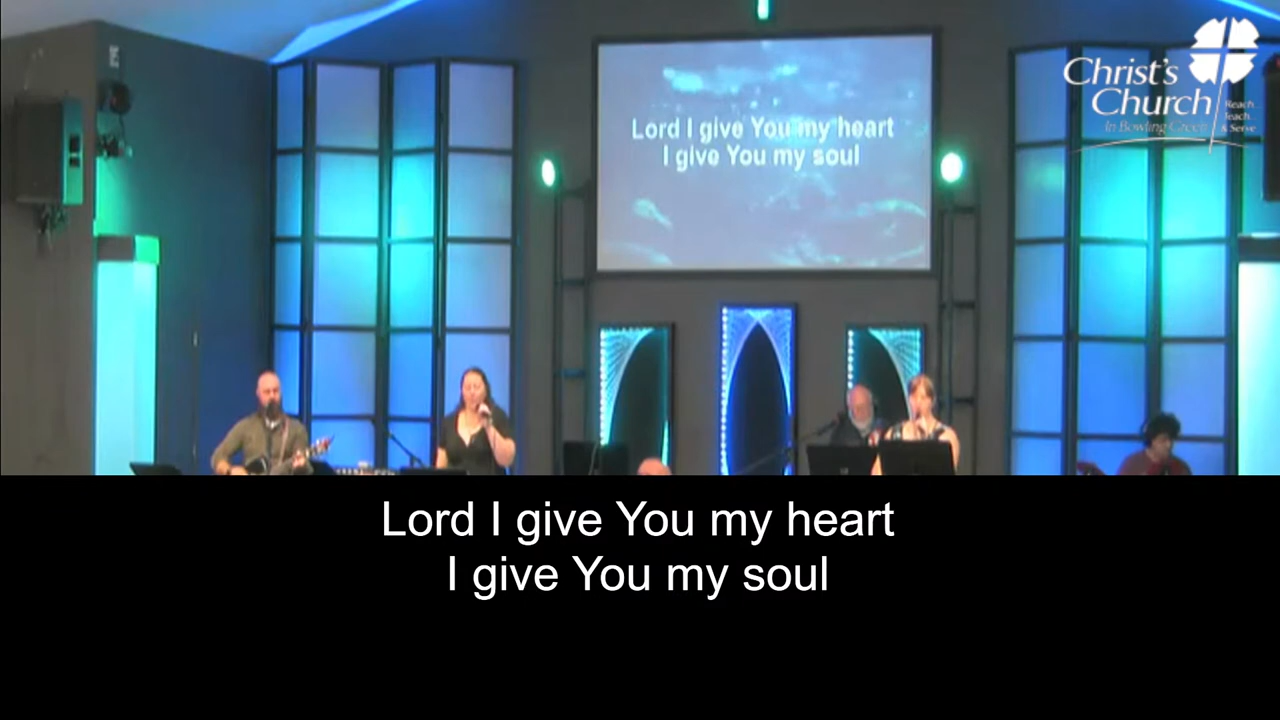 Lord I give You my heart
I give You my soul
Christ's
Church
In Bowling Green
Reach
Teach
& Serve
Lord I give You my heart
I give You my soul